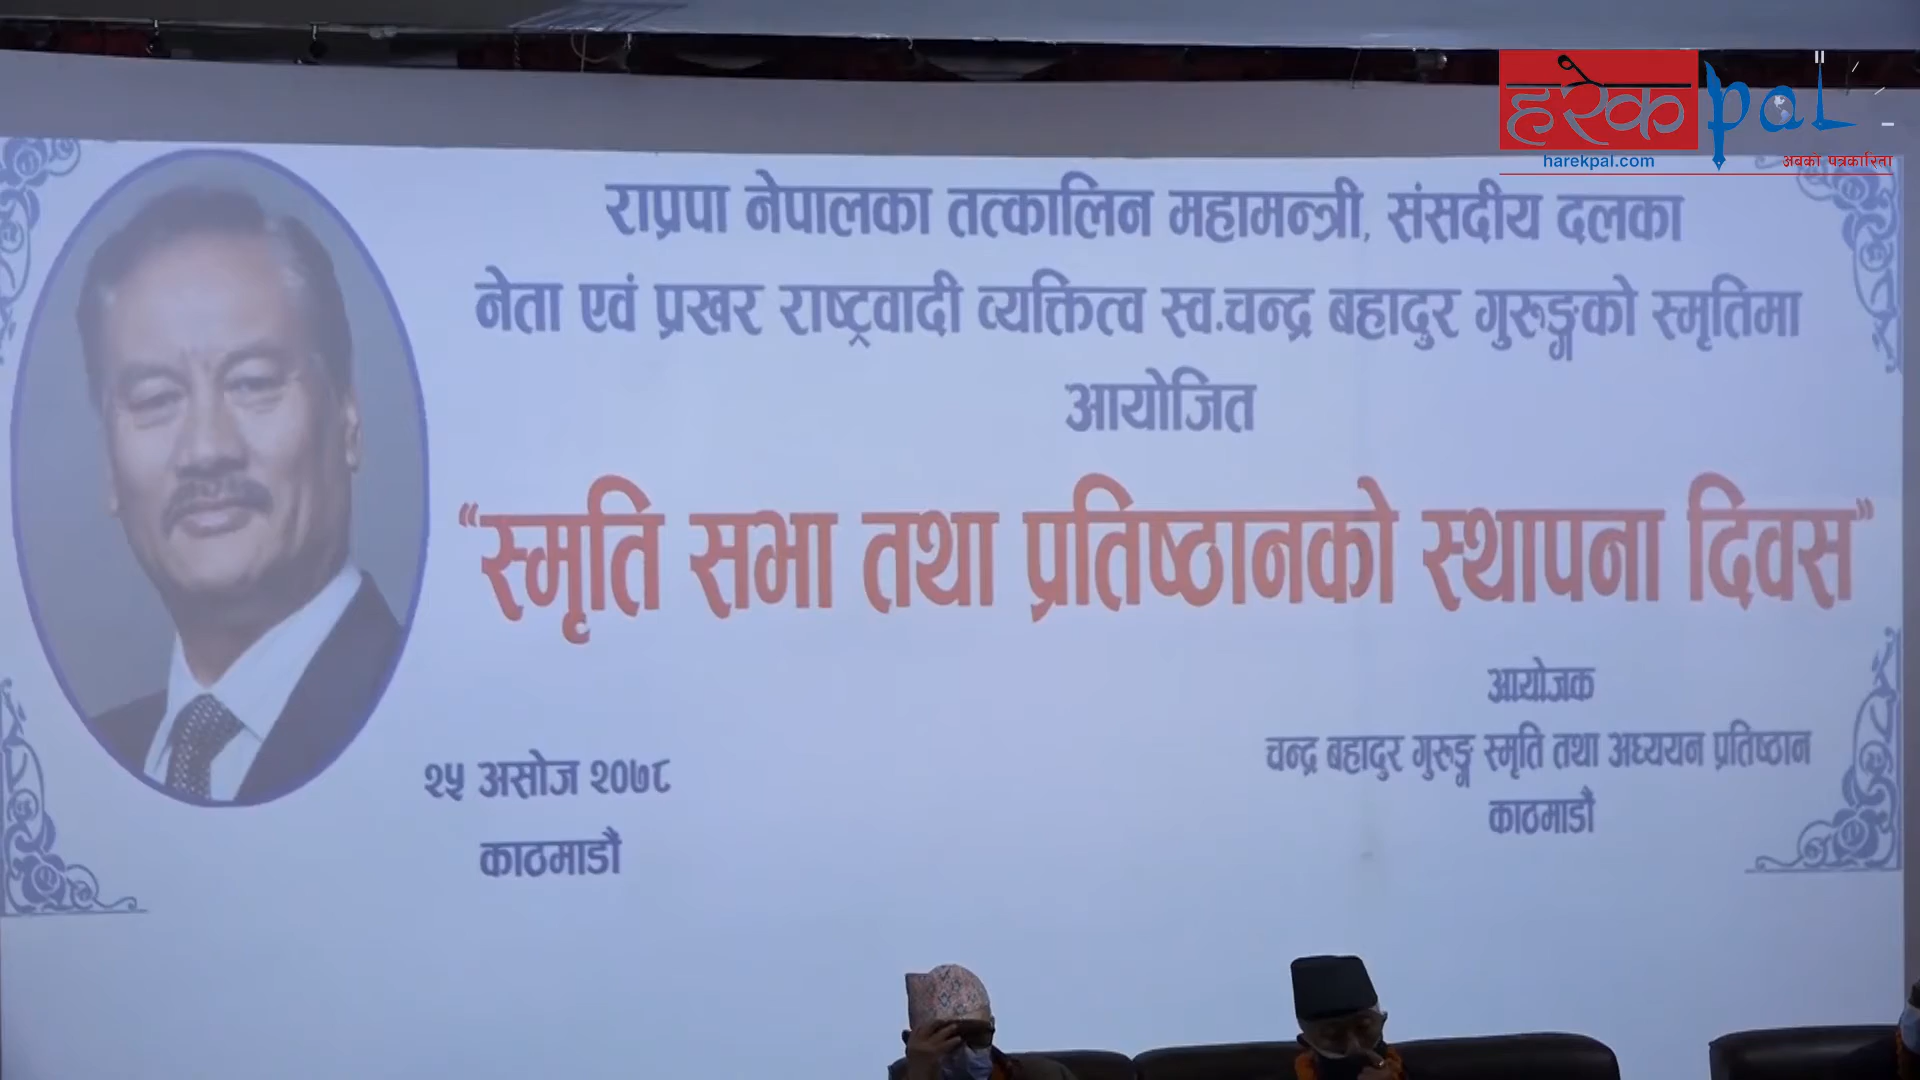 हरेक pal
harekpal.com
अबको पत्रकारिता
राप्रपा नेपालका तत्कालिन महामन्त्री, संसदीय दलका
नेता एवं प्रखर राष्ट्रवादी व्यक्तित्व स्व.चन्द्र बहादुर गुरुङ्गको स्मृतिमा
आयोजित
“स्मृति सभा तथा प्रतिष्ठानको स्थापना दिवस”
आयोजक
चन्द्र बहादुर गुरुङ्ग स्मृति तथा अध्ययन प्रतिष्ठान
काठमाडौं
२५ असोज २०७८
काठमाडौं